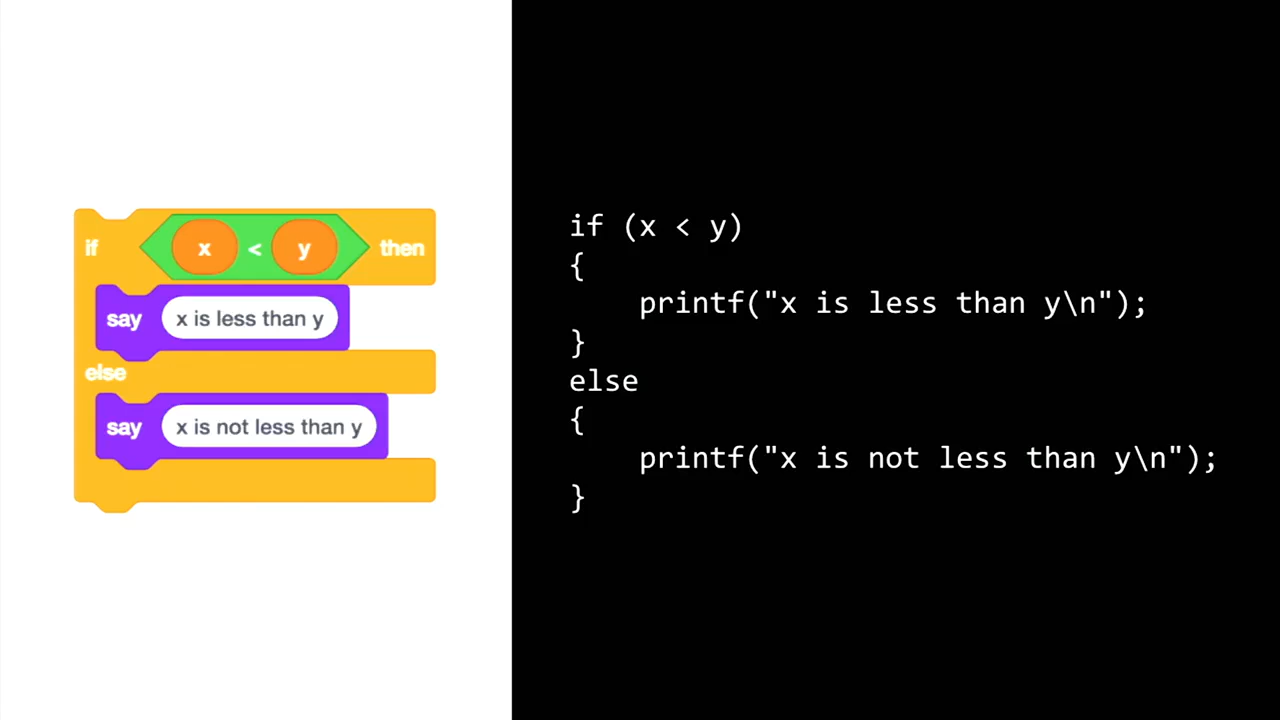 if x < y then
say x is less than y
else
say x is not less than y
if (x < y)
{
    printf("x is less than y\n");
}
else
{
    printf("x is not less than y\n");
}